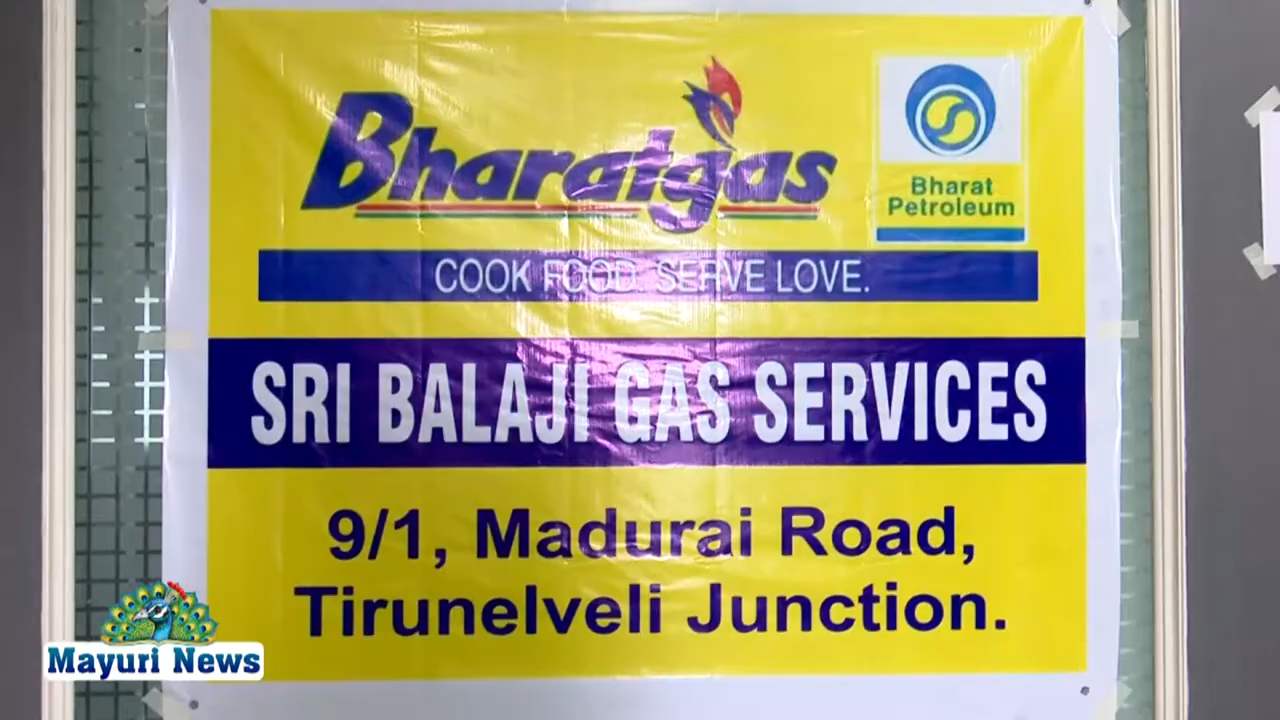 Bharatgas
Bharat
Petroleum
COOK FOOD. SERVE LOVE.
SRI BALAJI GAS SERVICES
9/1, Madurai Road,
Tirunelveli Junction.
Mayuri News